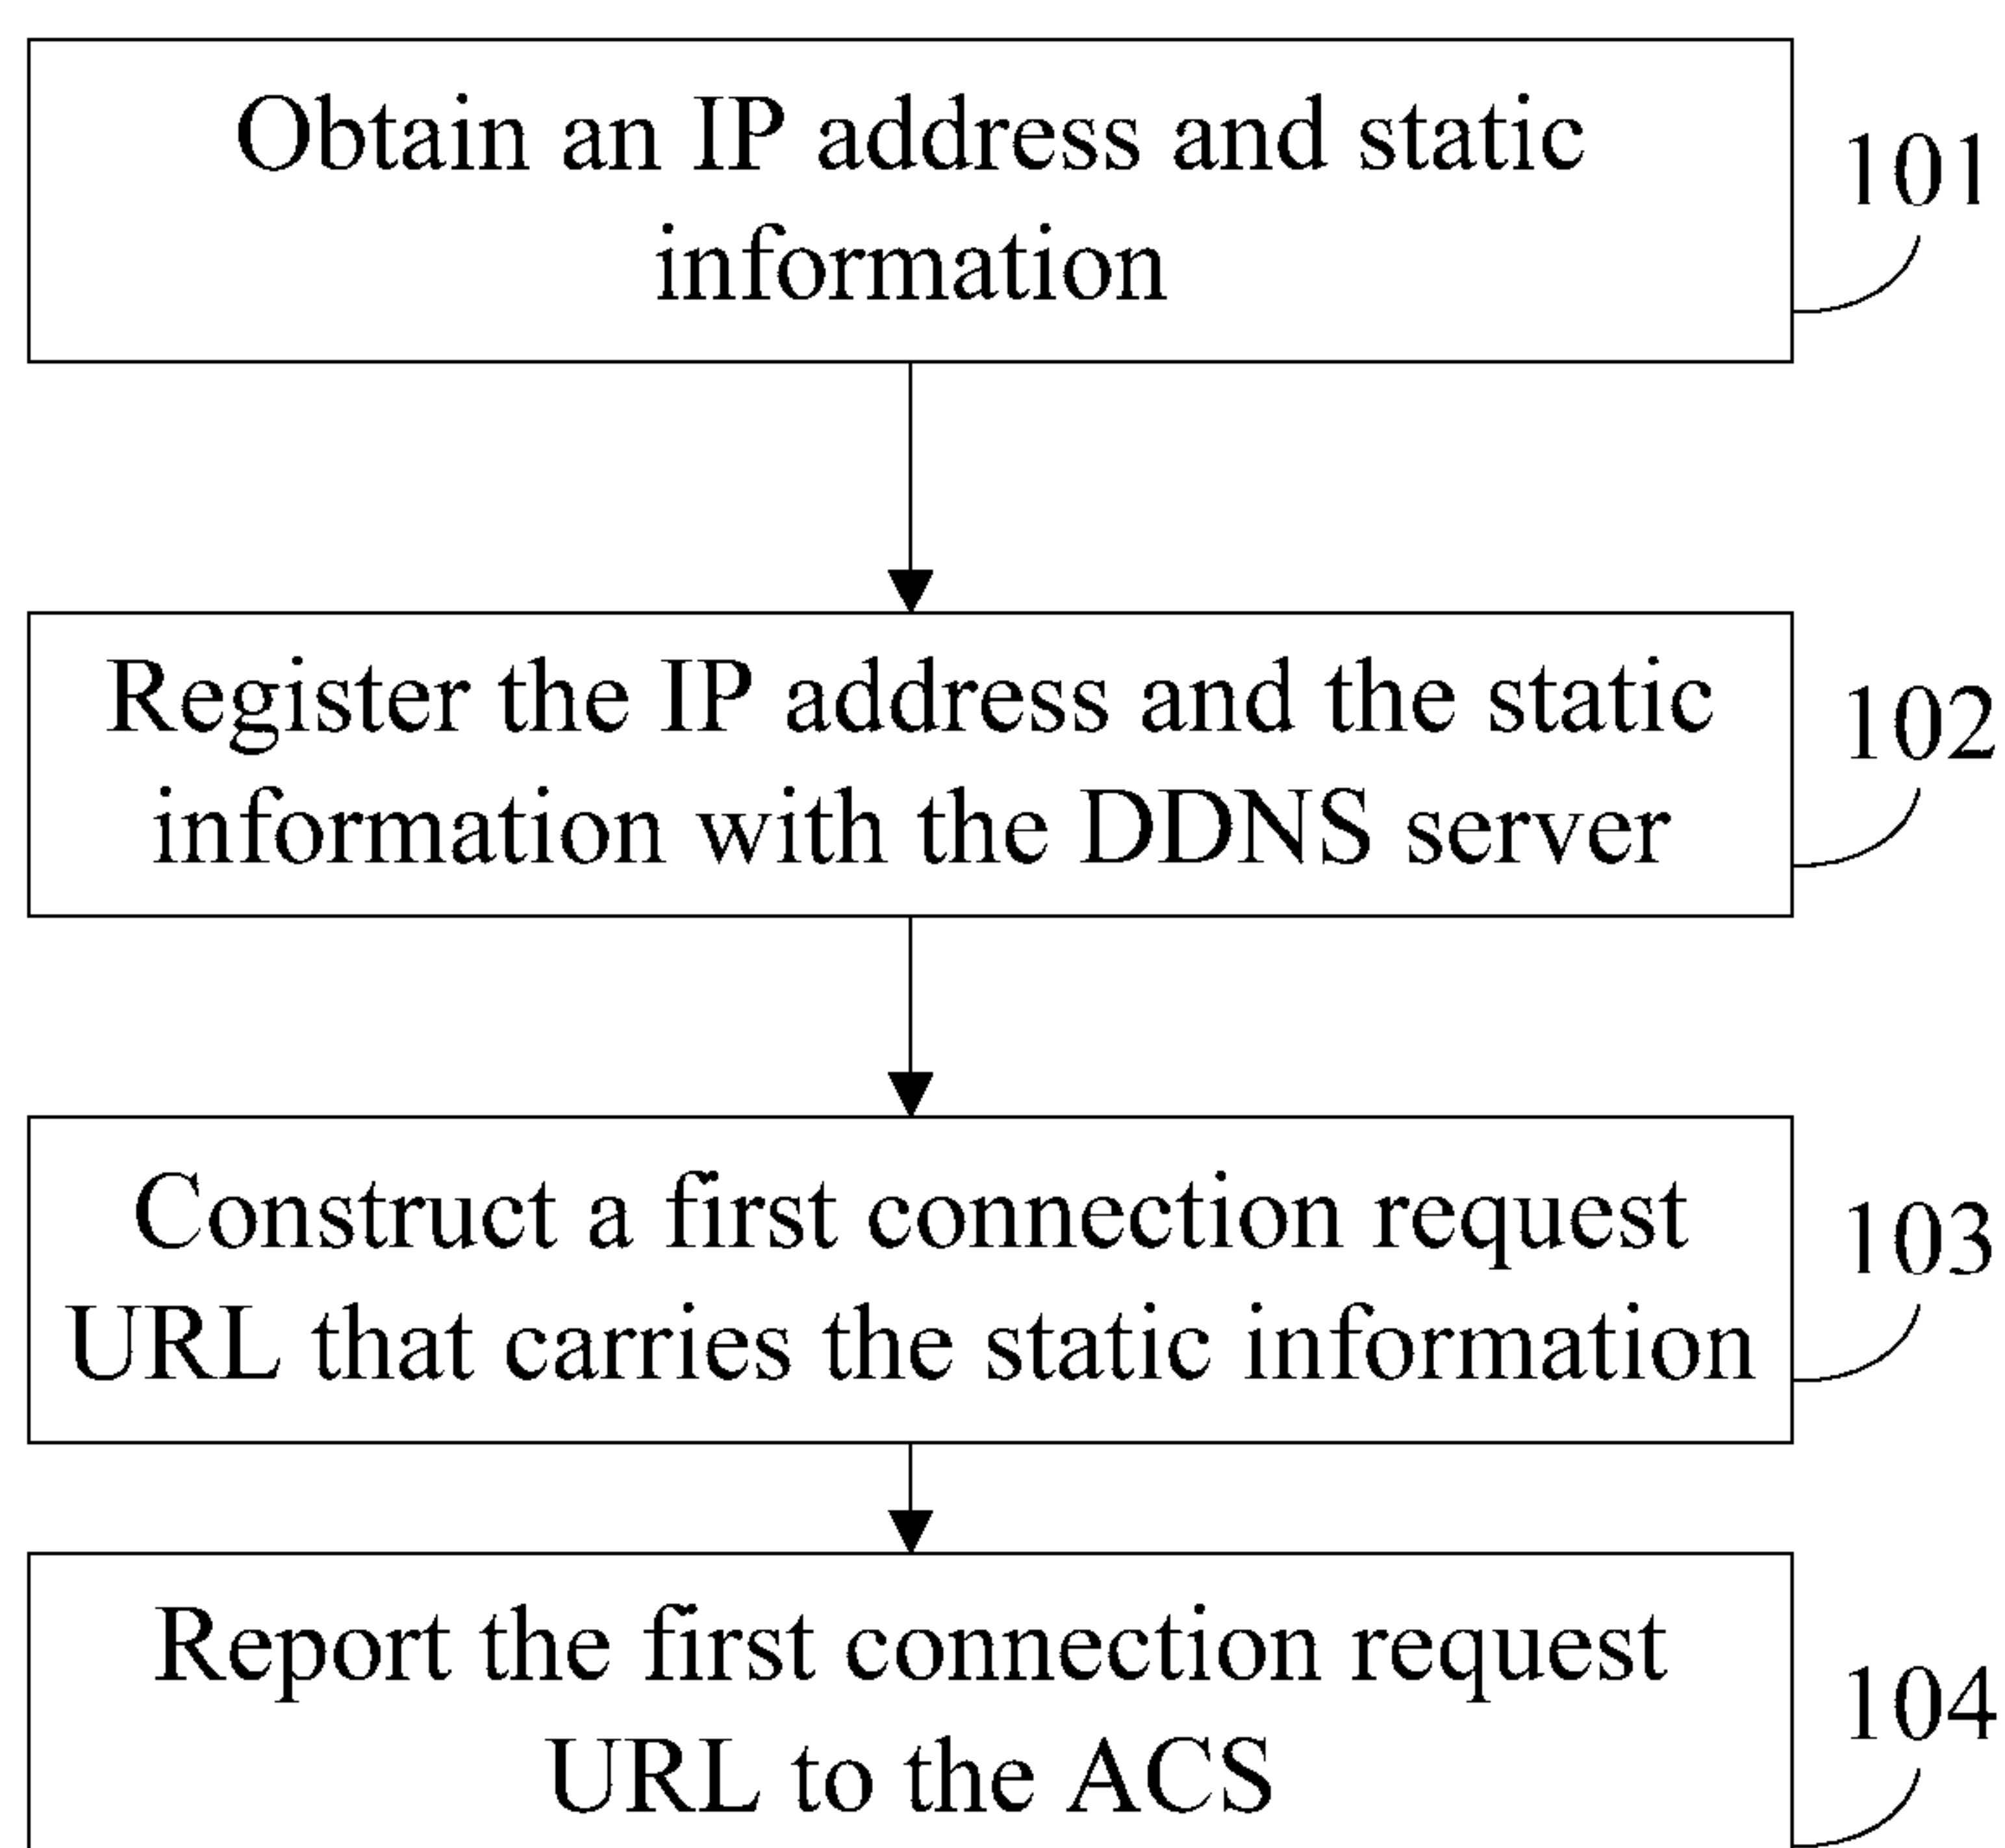 Obtain an IP address and static
information
101
Register the IP address and the static
information with the DDNS server
102
Construct a first connection request
URL that carries the static information
103
Report the first connection request
URL to the ACS
104